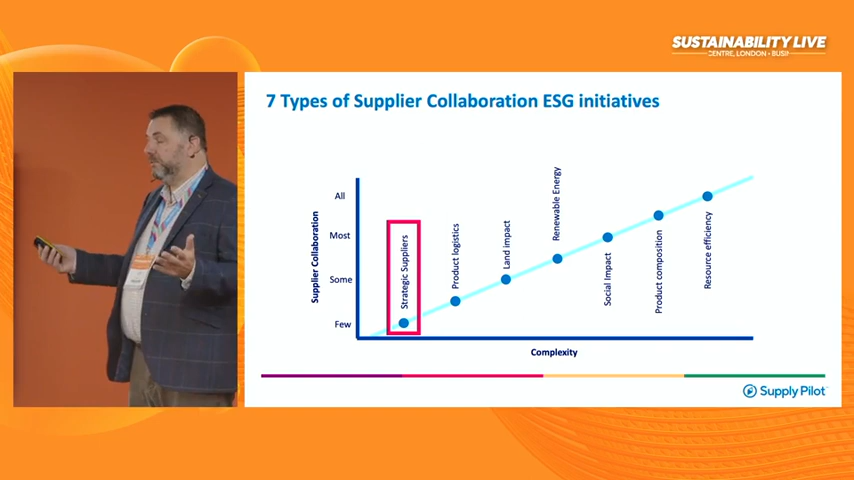 SUSTAINABILITY LIVE
CENTRE, LONDON • BUSI
7 Types of Supplier Collaboration ESG initiatives
Supplier Collaboration
All
Most
Some
Few
Strategic Suppliers
Product logistics
Land impact
Renewable Energy
Social Impact
Product composition
Resource efficiency
Complexity
Supply Pilot